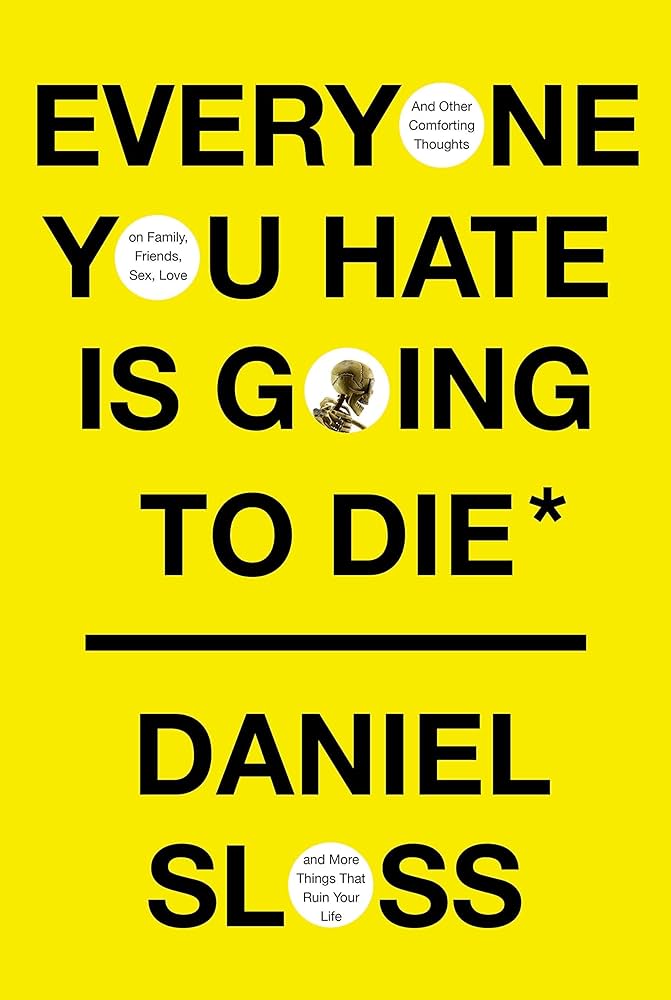 EVERYONE
And Other
Comforting
Thoughts
YOU HATE
on Family,
Friends,
Sex, Love
IS GOING
TO DIE*
DANIEL
SLOSS
and More
Things That
Ruin Your
Life